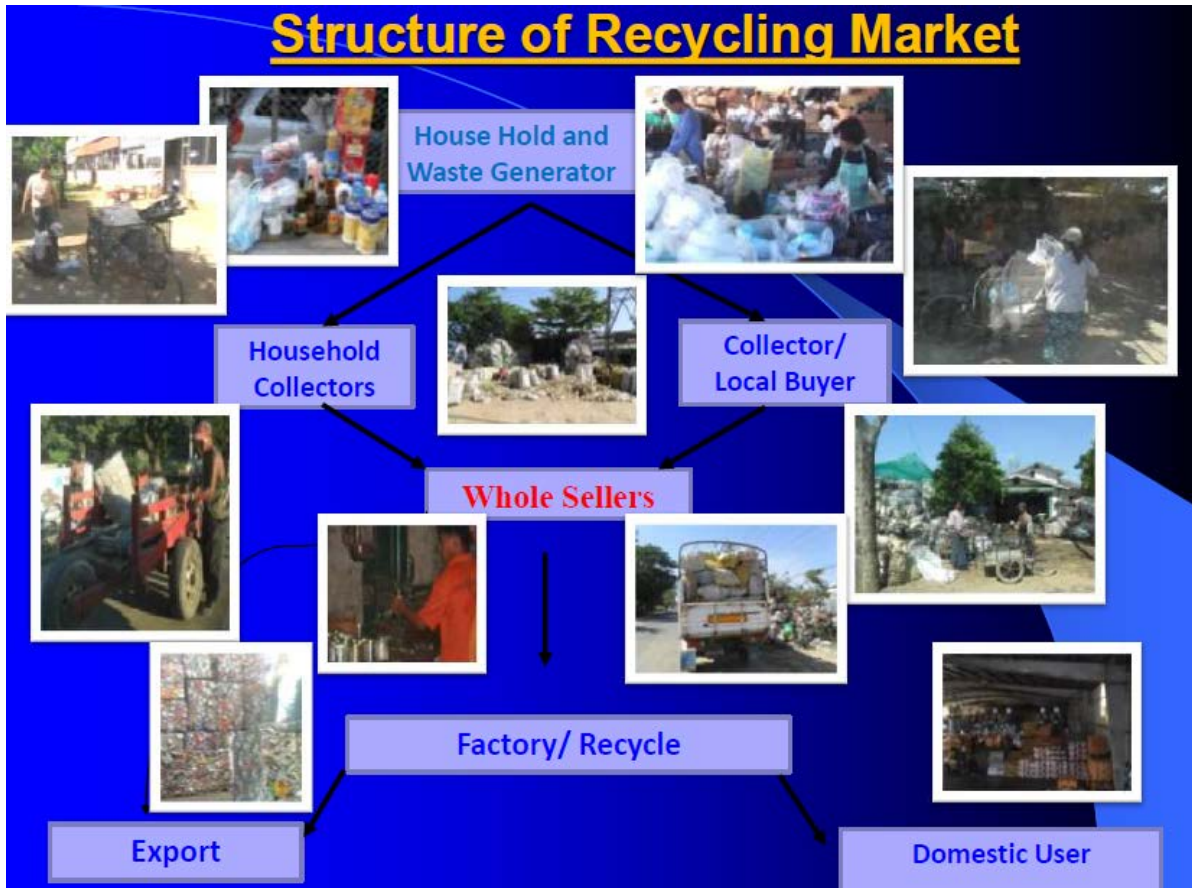 Structure of Recycling Market
House Hold and
Waste Generator
Household
Collectors
Collector/
Local Buyer
Whole Sellers
Factory/ Recycle
Export
Domestic User